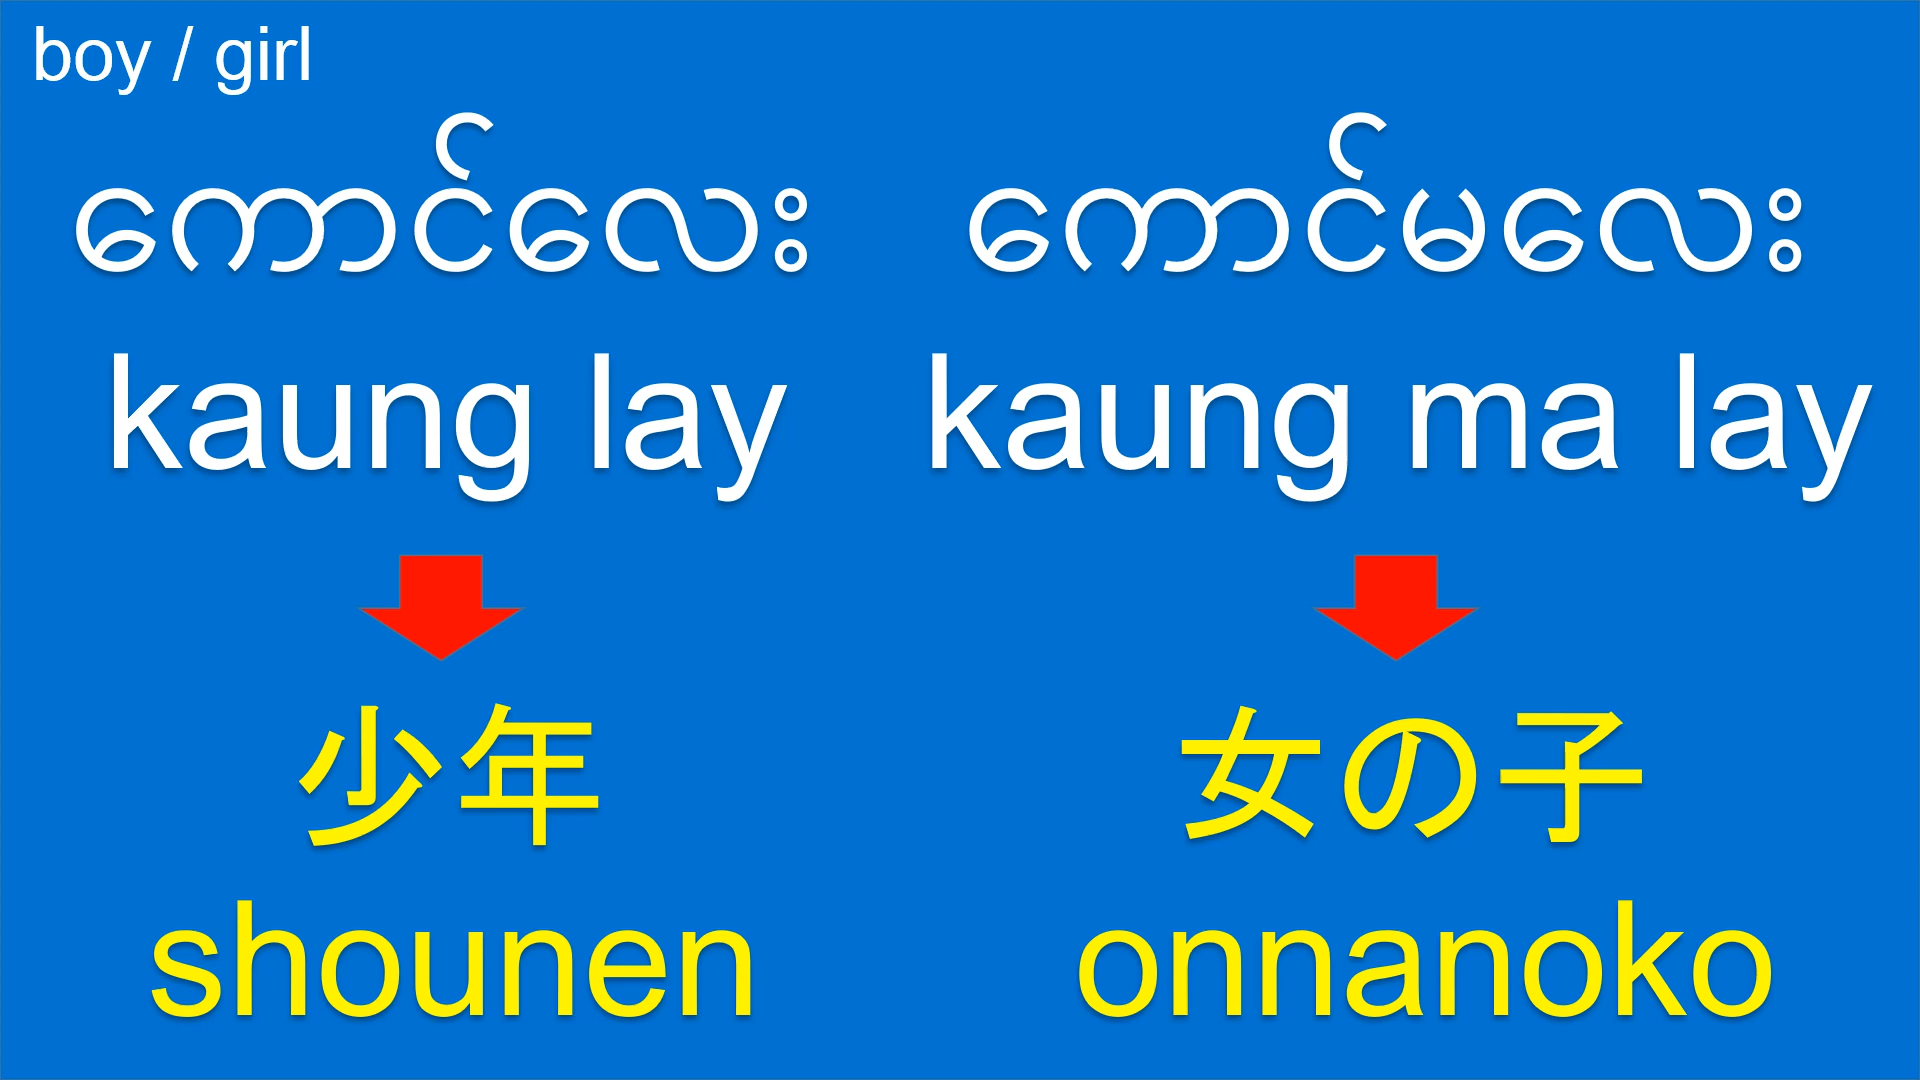 boy / girl
ကောင်လေး ကောင်မလေး
kaung lay kaung ma lay
少年 女の子
shounen onnanoko